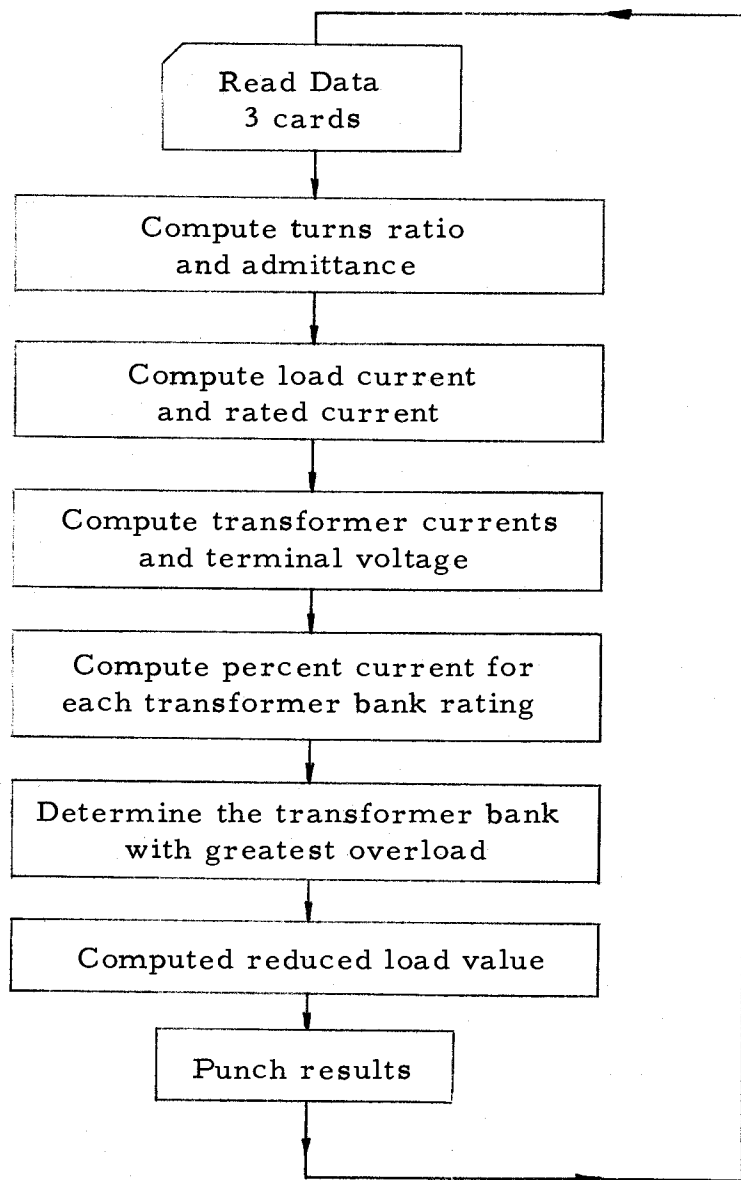 Read Data
3 cards
Compute turns ratio
and admittance
Compute load current
and rated current
Compute transformer currents
and terminal voltage
Compute percent current for
each transformer bank rating
Determine the transformer bank
with greatest overload
Computed reduced load value
Punch results